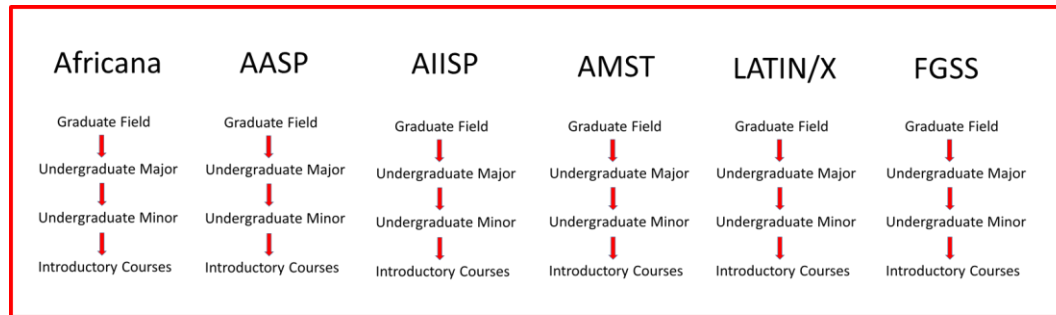 Africana
AASP
AIISP
AMST
LATIN/X
FGSS
Graduate Field
Graduate Field
Graduate Field
Graduate Field
Graduate Field
Graduate Field
Undergraduate Major
Undergraduate Major
Undergraduate Major
Undergraduate Major
Undergraduate Major
Undergraduate Major
Undergraduate Minor
Undergraduate Minor
Undergraduate Minor
Undergraduate Minor
Undergraduate Minor
Undergraduate Minor
Introductory Courses
Introductory Courses
Introductory Courses
Introductory Courses
Introductory Courses
Introductory Courses